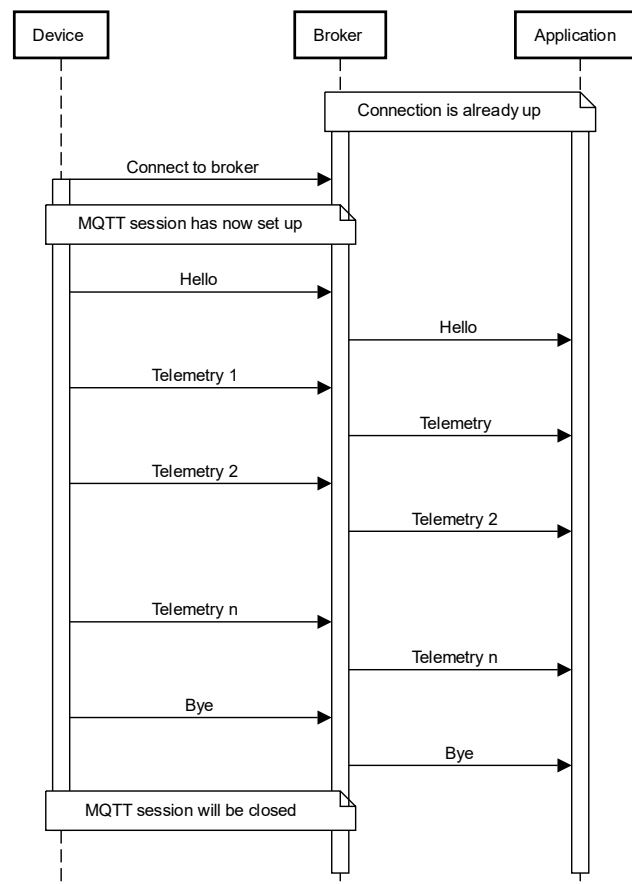 Device
Broker
Application
Connection is already up
Connect to broker
MQTT session has now set up
Hello
Hello
Telemetry 1
Telemetry
Telemetry 2
Telemetry 2
Telemetry n
Telemetry n
Bye
Bye
MQTT session will be closed